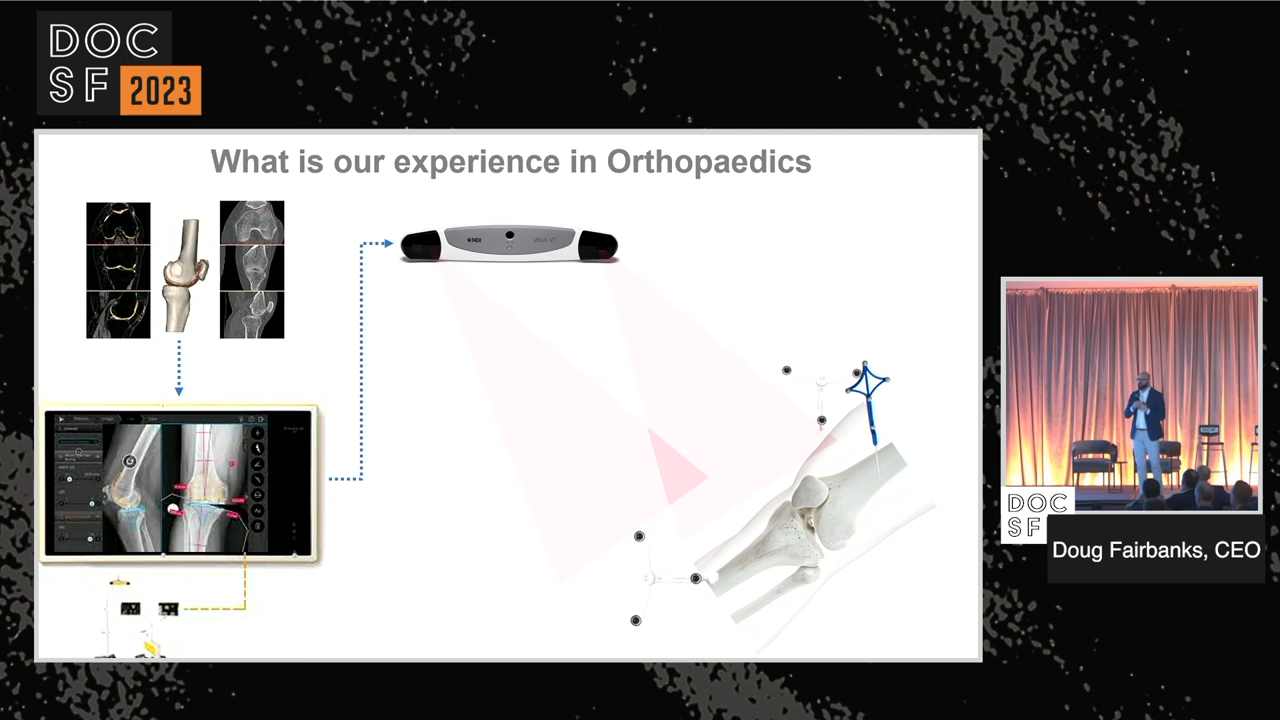 DOC
SF 2023
What is our experience in Orthopaedics
NDI
VEGA VT
DOC
SF
Doug Fairbanks, CEO